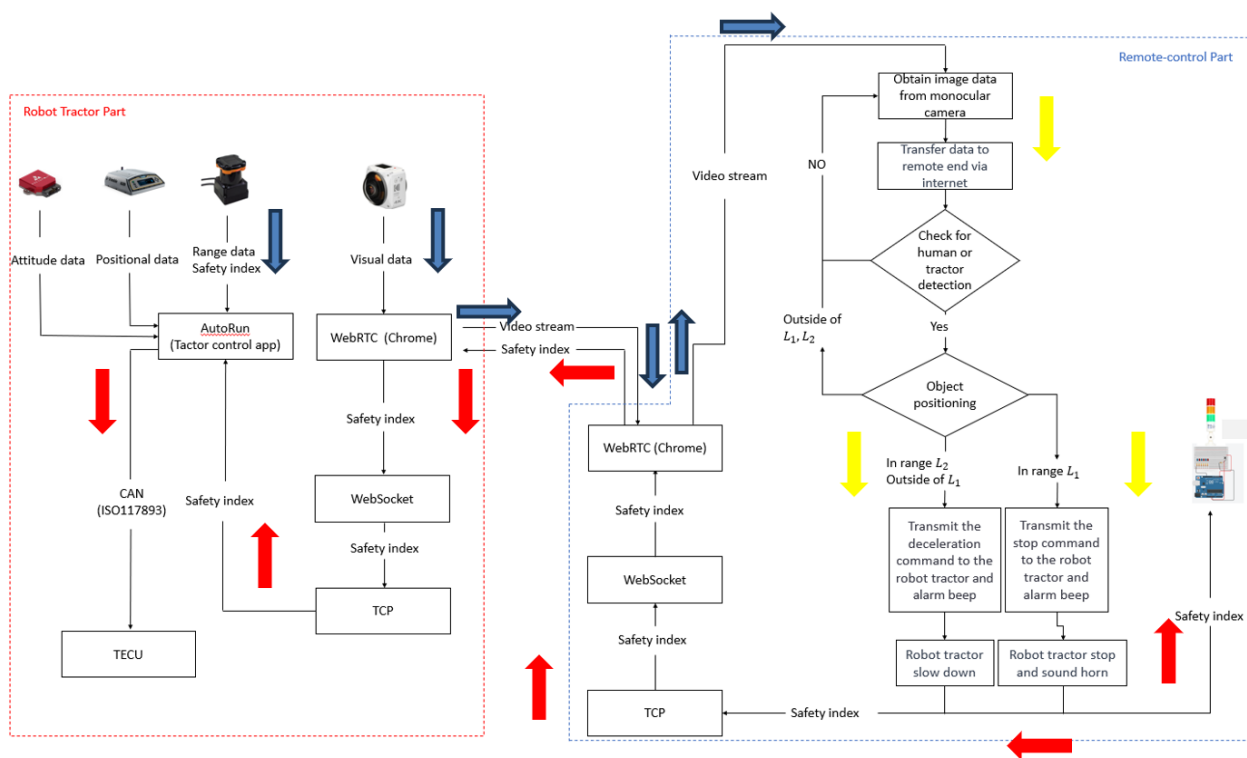 Robot Tractor Part
Attitude data
Positional data
Range data
Safety index
Visual data
AutoRun
(Tactor control app)
WebRTC (Chrome)
Video stream
Safety index
Safety index
CAN
(ISO117893)
Safety index
WebSocket
Safety index
TCP
TECU
Remote-control Part
Video stream
Obtain image data
from monocular
camera
Transfer data to
remote end via
internet
NO
Check for
human or
tractor
detection
Yes
Outside of
L₁, L₂
Object
positioning
In range L₂
Outside of L₁
In range L₁
Transmit the
deceleration
command to the
robot tractor and
alarm beep
Transmit the
stop command
to the robot
tractor and
alarm beep
Robot tractor
slow down
Robot tractor stop
and sound horn
Safety index
Safety index
WebRTC (Chrome)
Safety index
WebSocket
Safety index
TCP